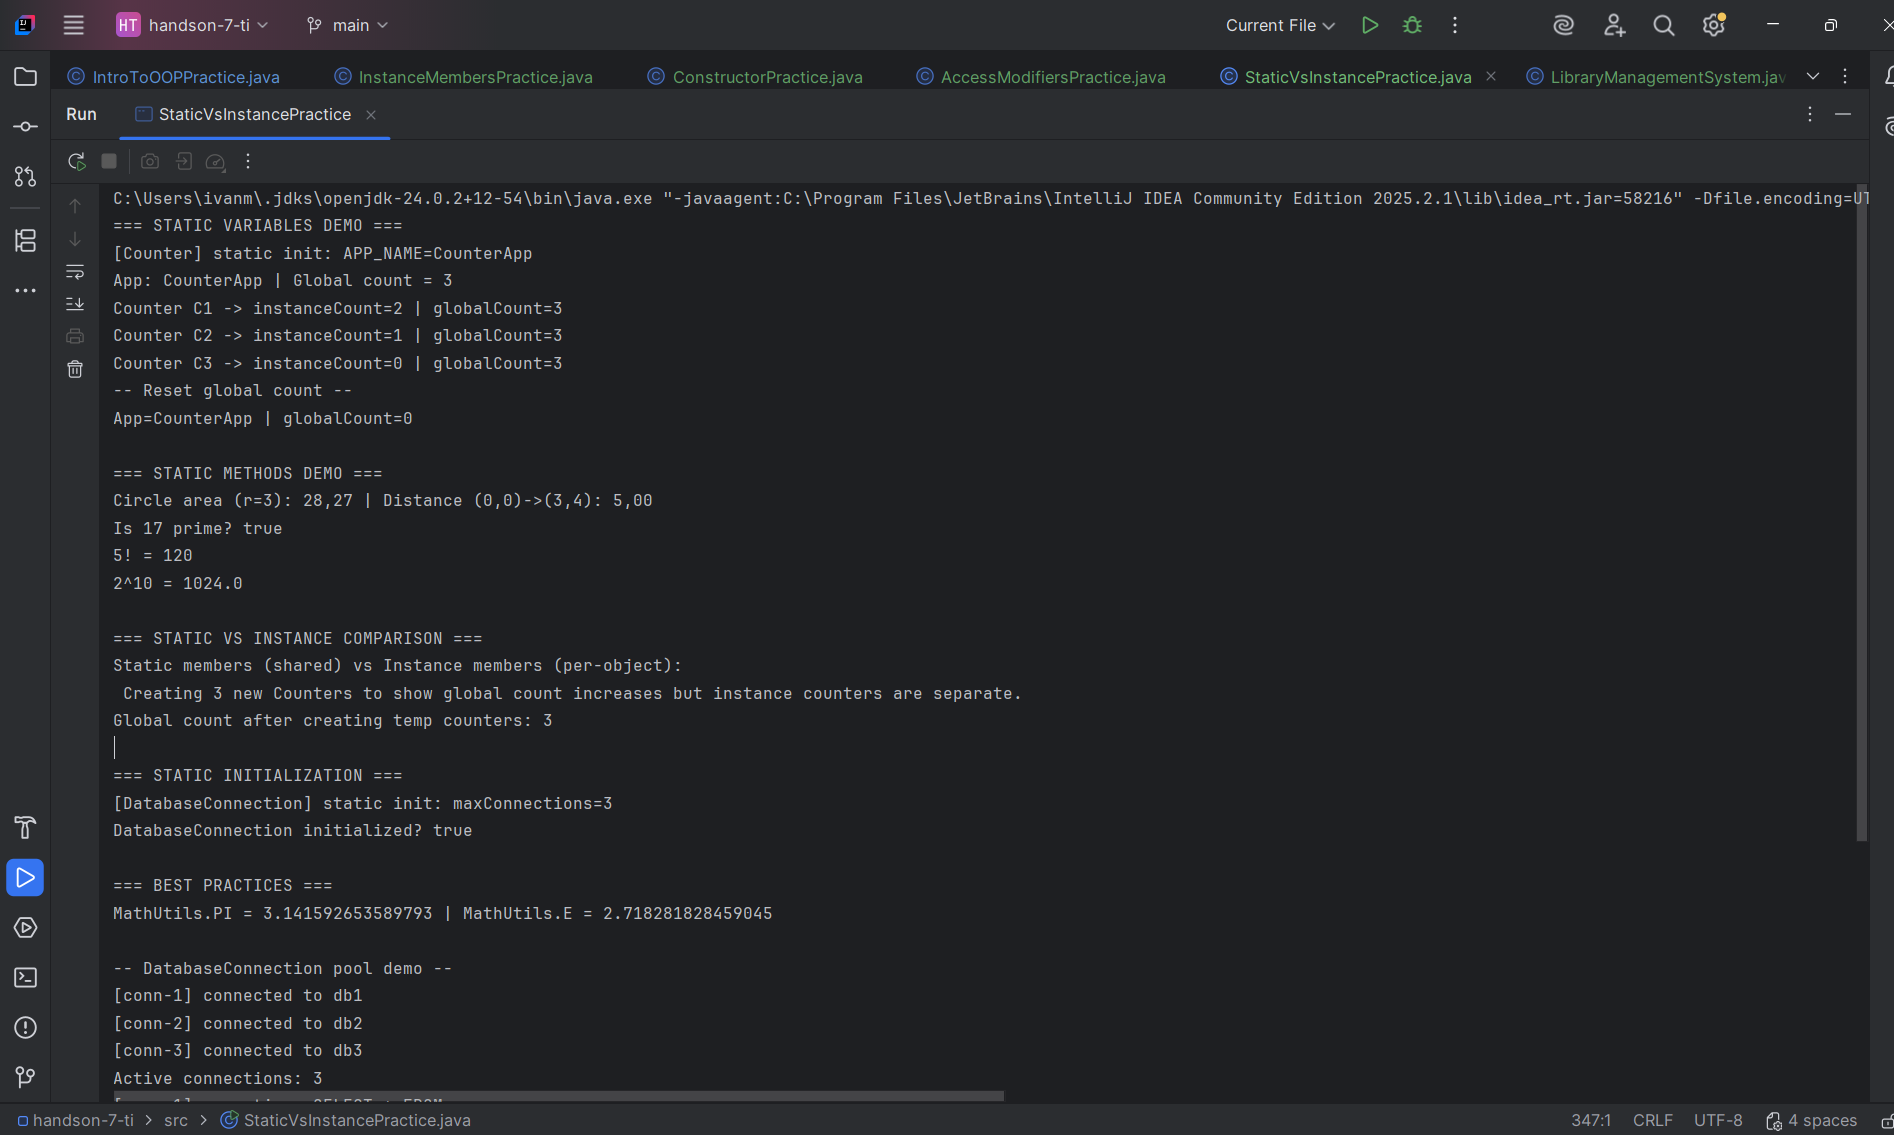 HT handson-7-ti main Current File
IntroToOOPPractice.java InstanceMembersPractice.java ConstructorPractice.java AccessModifiersPractice.java StaticVsInstancePractice.java LibraryManagementSystem.jav
Run StaticVsInstancePractice
C:\Users\ivanm\.jdks\openjdk-24.0.2+12-54\bin\java.exe "-javaagent:C:\Program Files\JetBrains\IntelliJ IDEA Community Edition 2025.2.1\lib\idea_rt.jar=58216" -Dfile.encoding=UT
=== STATIC VARIABLES DEMO ===
[Counter] static init: APP_NAME=CounterApp
App: CounterApp | Global count = 3
Counter C1 -> instanceCount=2 | globalCount=3
Counter C2 -> instanceCount=1 | globalCount=3
Counter C3 -> instanceCount=0 | globalCount=3
-- Reset global count --
App=CounterApp | globalCount=0
=== STATIC METHODS DEMO ===
Circle area (r=3): 28,27 | Distance (0,0)->(3,4): 5,00
Is 17 prime? true
5! = 120
2^10 = 1024.0
=== STATIC VS INSTANCE COMPARISON ===
Static members (shared) vs Instance members (per-object):
Creating 3 new Counters to show global count increases but instance counters are separate.
Global count after creating temp counters: 3
=== STATIC INITIALIZATION ===
[DatabaseConnection] static init: maxConnections=3
DatabaseConnection initialized? true
=== BEST PRACTICES ===
MathUtils.PI = 3.141592653589793 | MathUtils.E = 2.718281828459045
-- DatabaseConnection pool demo --
[conn-1] connected to db1
[conn-2] connected to db2
[conn-3] connected to db3
Active connections: 3
handson-7-ti > src > StaticVsInstancePractice.java 347:1 CRLF UTF-8 4 spaces